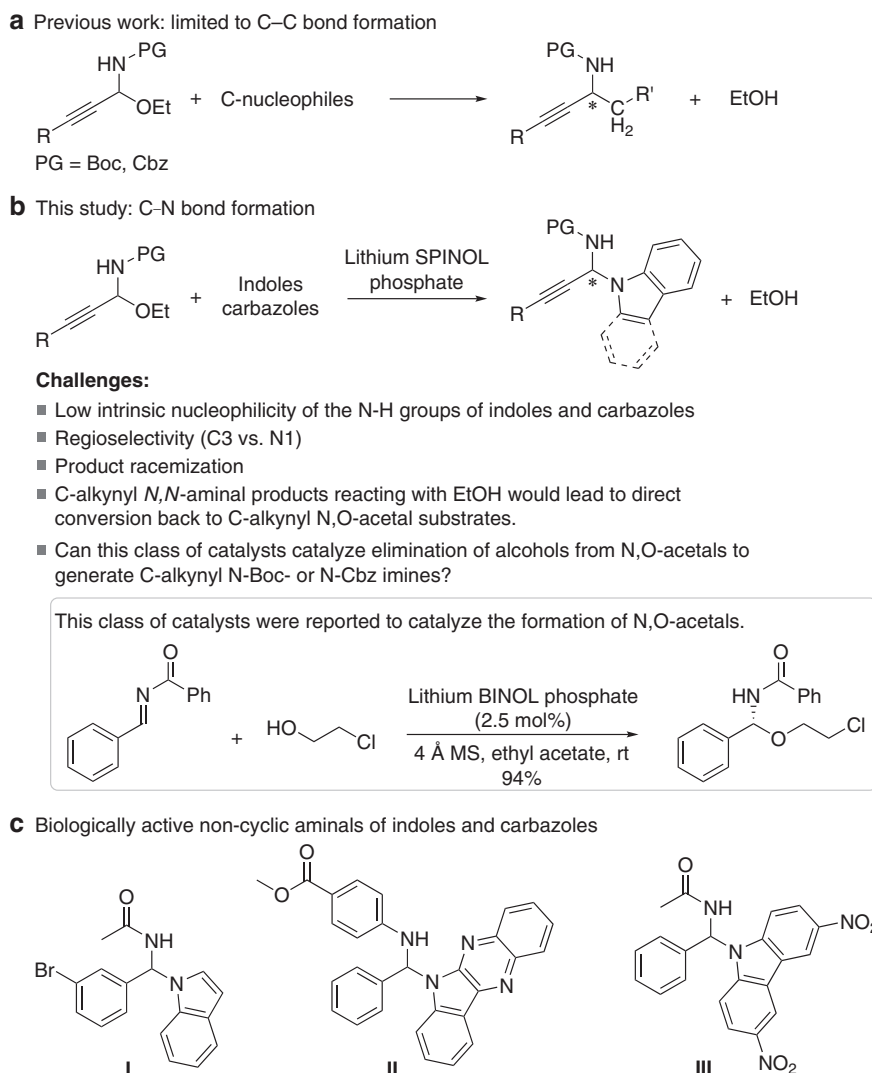 a Previous work: limited to C–C bond formation
PG
HN
OEt
R
+ C-nucleophiles
PG
NH
R'
*
C
H2
R
+ EtOH
PG = Boc, Cbz
b This study: C–N bond formation
PG
HN
OEt
R
+
Indoles
carbazoles
Lithium SPINOL
phosphate
PG
NH
*
N
R
+ EtOH
Challenges:
Low intrinsic nucleophilicity of the N-H groups of indoles and carbazoles
Regioselectivity (C3 vs. N1)
Product racemization
C-alkynyl N,N-aminal products reacting with EtOH would lead to direct
conversion back to C-alkynyl N,O-acetal substrates.
Can this class of catalysts catalyze elimination of alcohols from N,O-acetals to
generate C-alkynyl N-Boc- or N-Cbz imines?
This class of catalysts were reported to catalyze the formation of N,O-acetals.
O
N
Ph
+
HO
Cl
Lithium BINOL phosphate
(2.5 mol%)
4 Å MS, ethyl acetate, rt
94%
O
HN
Ph
O
Cl
c Biologically active non-cyclic aminals of indoles and carbazoles
O
NH
Br
N
I
O
O
NH
N
N
N
II
O
NH
N
NO2
NO2
III